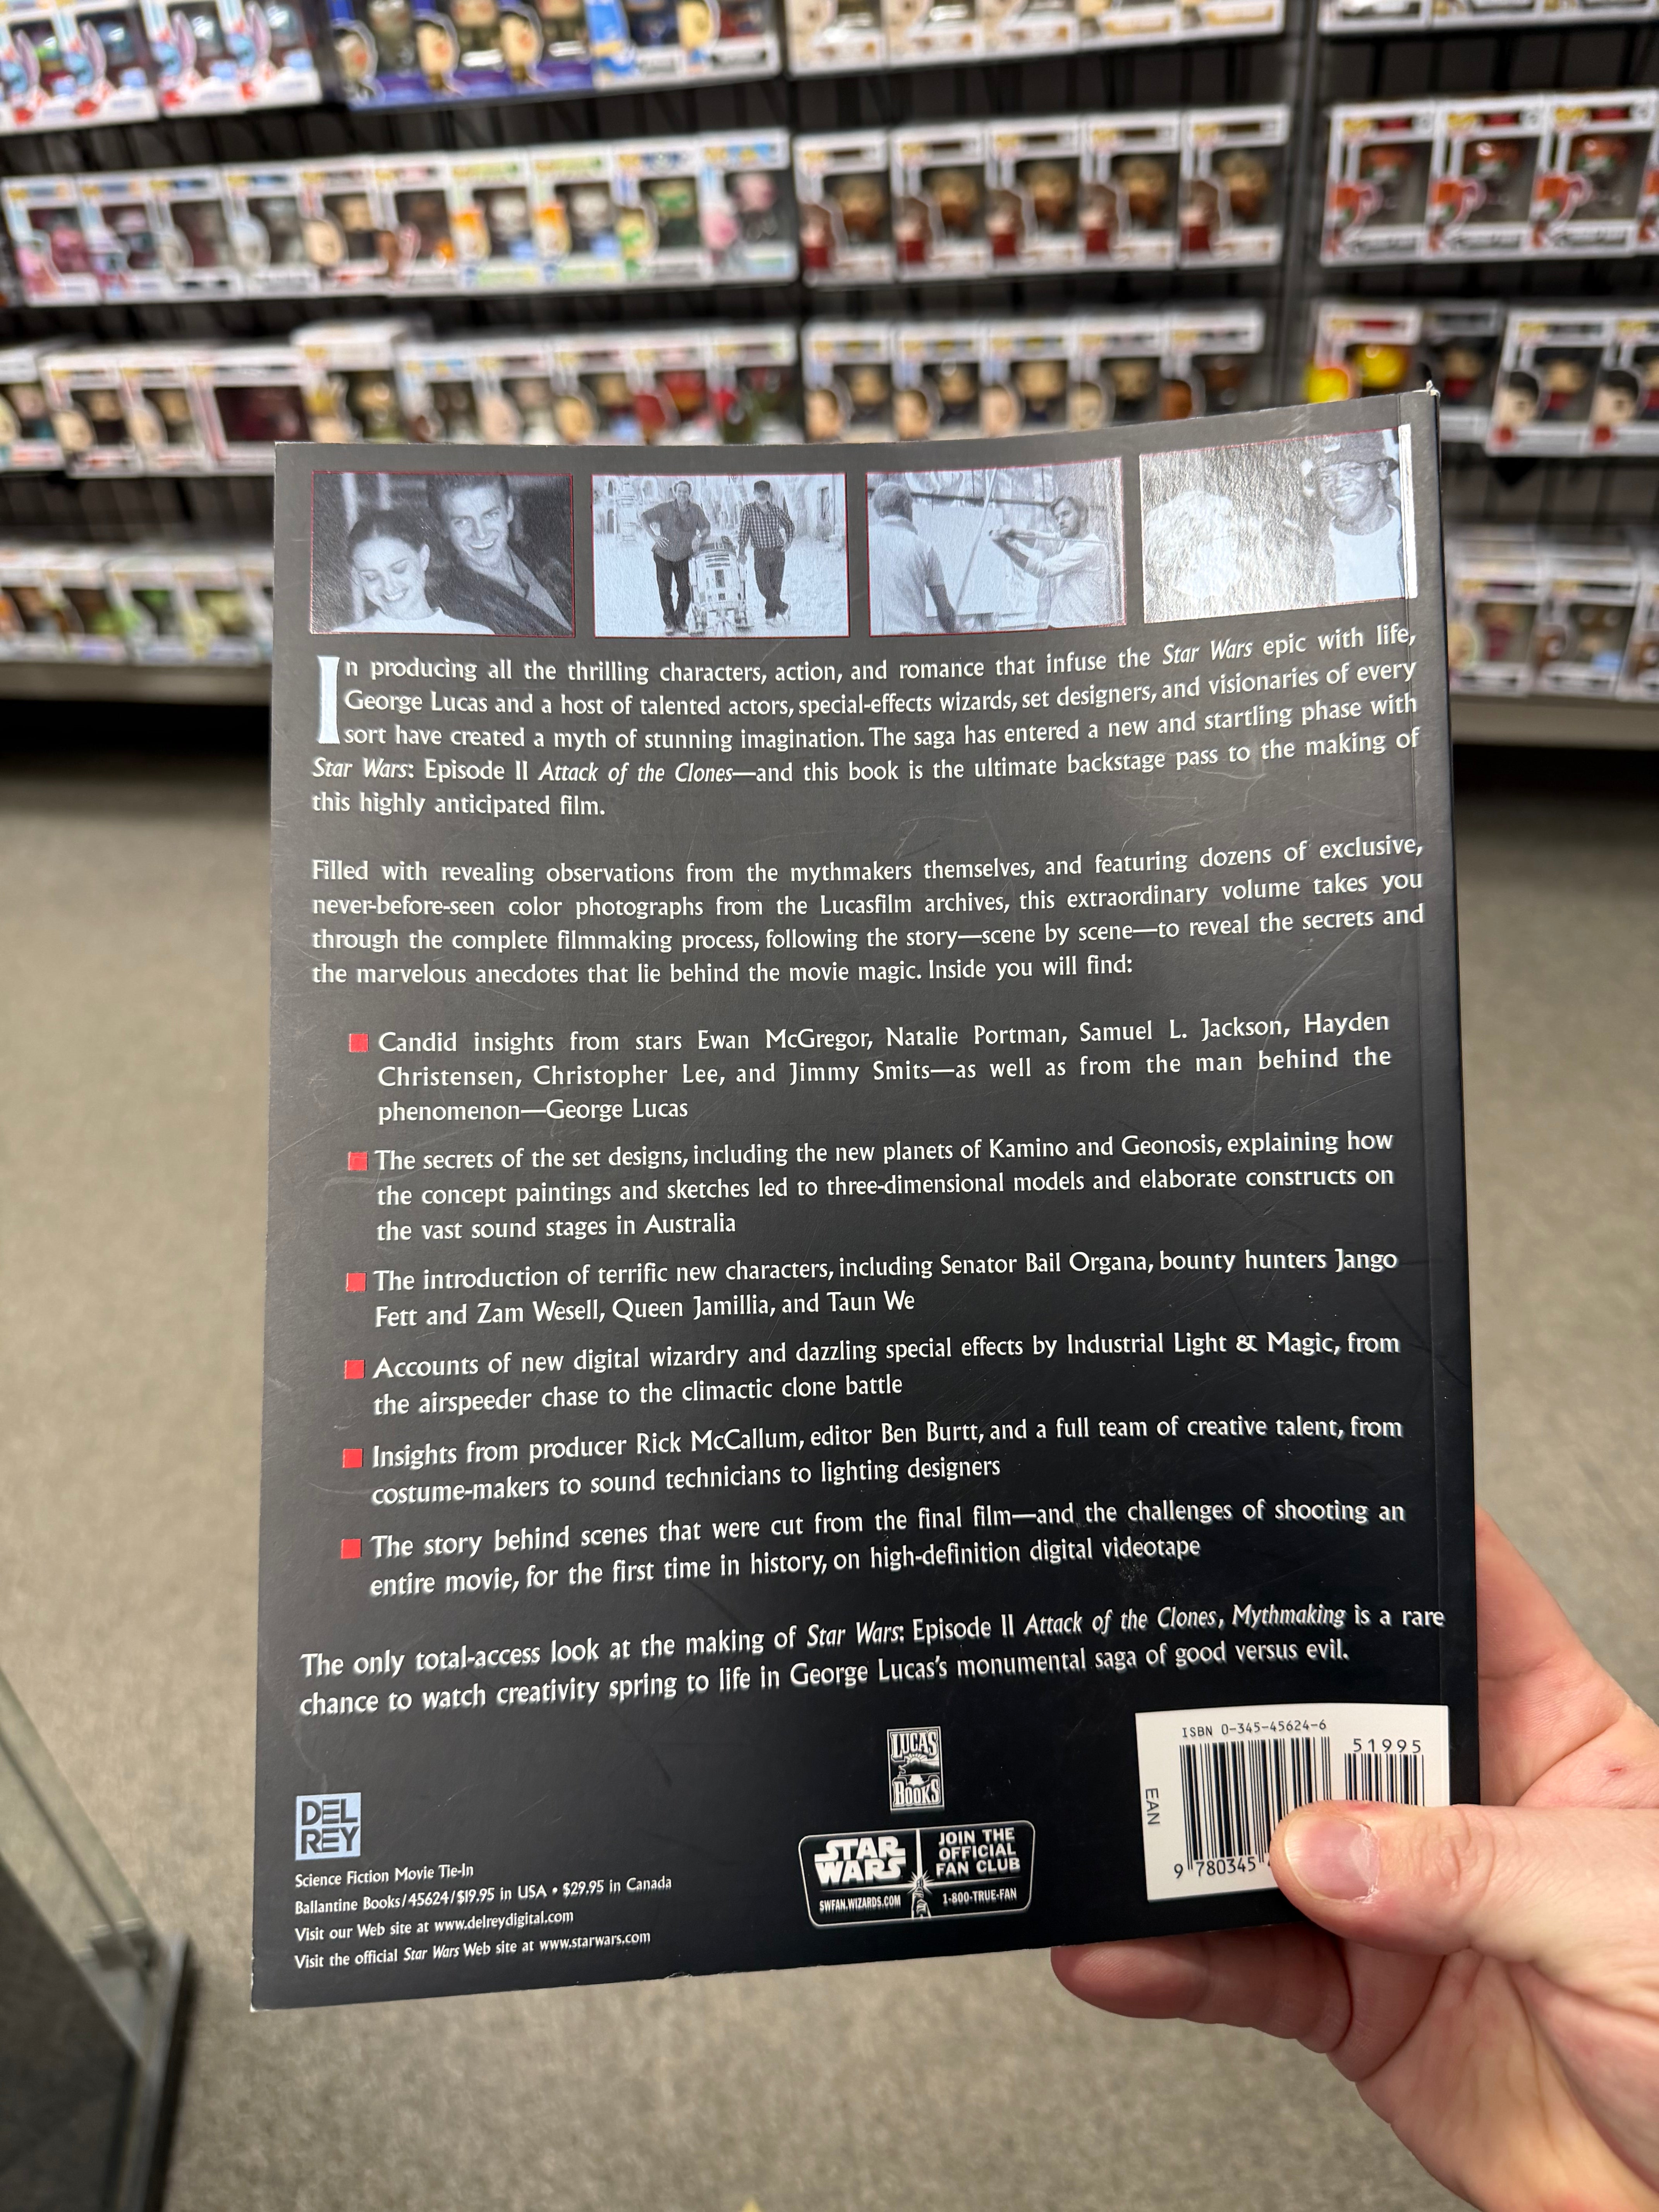 In producing all the thrilling characters, action, and romance that infuse the Star Wars epic with life,
George Lucas and a host of talented actors, special-effects wizards, set designers, and visionaries of every
sort have created a myth of stunning imagination. The saga has entered a new and startling phase with
Star Wars: Episode II Attack of the Clones—and this book is the ultimate backstage pass to the making of
this highly anticipated film.
Filled with revealing observations from the mythmakers themselves, and featuring dozens of exclusive,
never-before-seen color photographs from the Lucasfilm archives, this extraordinary volume takes you
through the complete filmmaking process, following the story—scene by scene—to reveal the secrets and
the marvelous anecdotes that lie behind the movie magic. Inside you will find:
Candid insights from stars Ewan McGregor, Natalie Portman, Samuel L. Jackson, Hayden
Christensen, Christopher Lee, and Jimmy Smits—as well as from the man behind the
phenomenon—George Lucas
The secrets of the set designs, including the new planets of Kamino and Geonosis, explaining how
the concept paintings and sketches led to three-dimensional models and elaborate constructs on
the vast sound stages in Australia
The introduction of terrific new characters, including Senator Bail Organa, bounty hunters Jango
Fett and Zam Wesell, Queen Jamillia, and Taun We
Accounts of new digital wizardry and dazzling special effects by Industrial Light & Magic, from
the airspeeder chase to the climactic clone battle
Insights from producer Rick McCallum, editor Ben Burtt, and a full team of creative talent, from
costume-makers to sound technicians to lighting designers
The story behind scenes that were cut from the final film—and the challenges of shooting an
entire movie, for the first time in history, on high-definition digital videotape
The only total-access look at the making of Star Wars: Episode II Attack of the Clones, Mythmaking is a rare
chance to watch creativity spring to life in George Lucas's monumental saga of good versus evil.
LUCAS
BOOKS
ISBN 0-345-45624-6
51995
EAN
9 780345
DEL
REY
Science Fiction Movie Tie-In
Ballantine Books/45624/$19.95 in USA • $29.95 in Canada
Visit our Web site at www.delreydigital.com
Visit the official Star Wars Web site at www.starwars.com
STAR
WARS
SWFAN.WIZARDS.COM
JOIN THE
OFFICIAL
FAN CLUB
1-800-TRUE-FAN